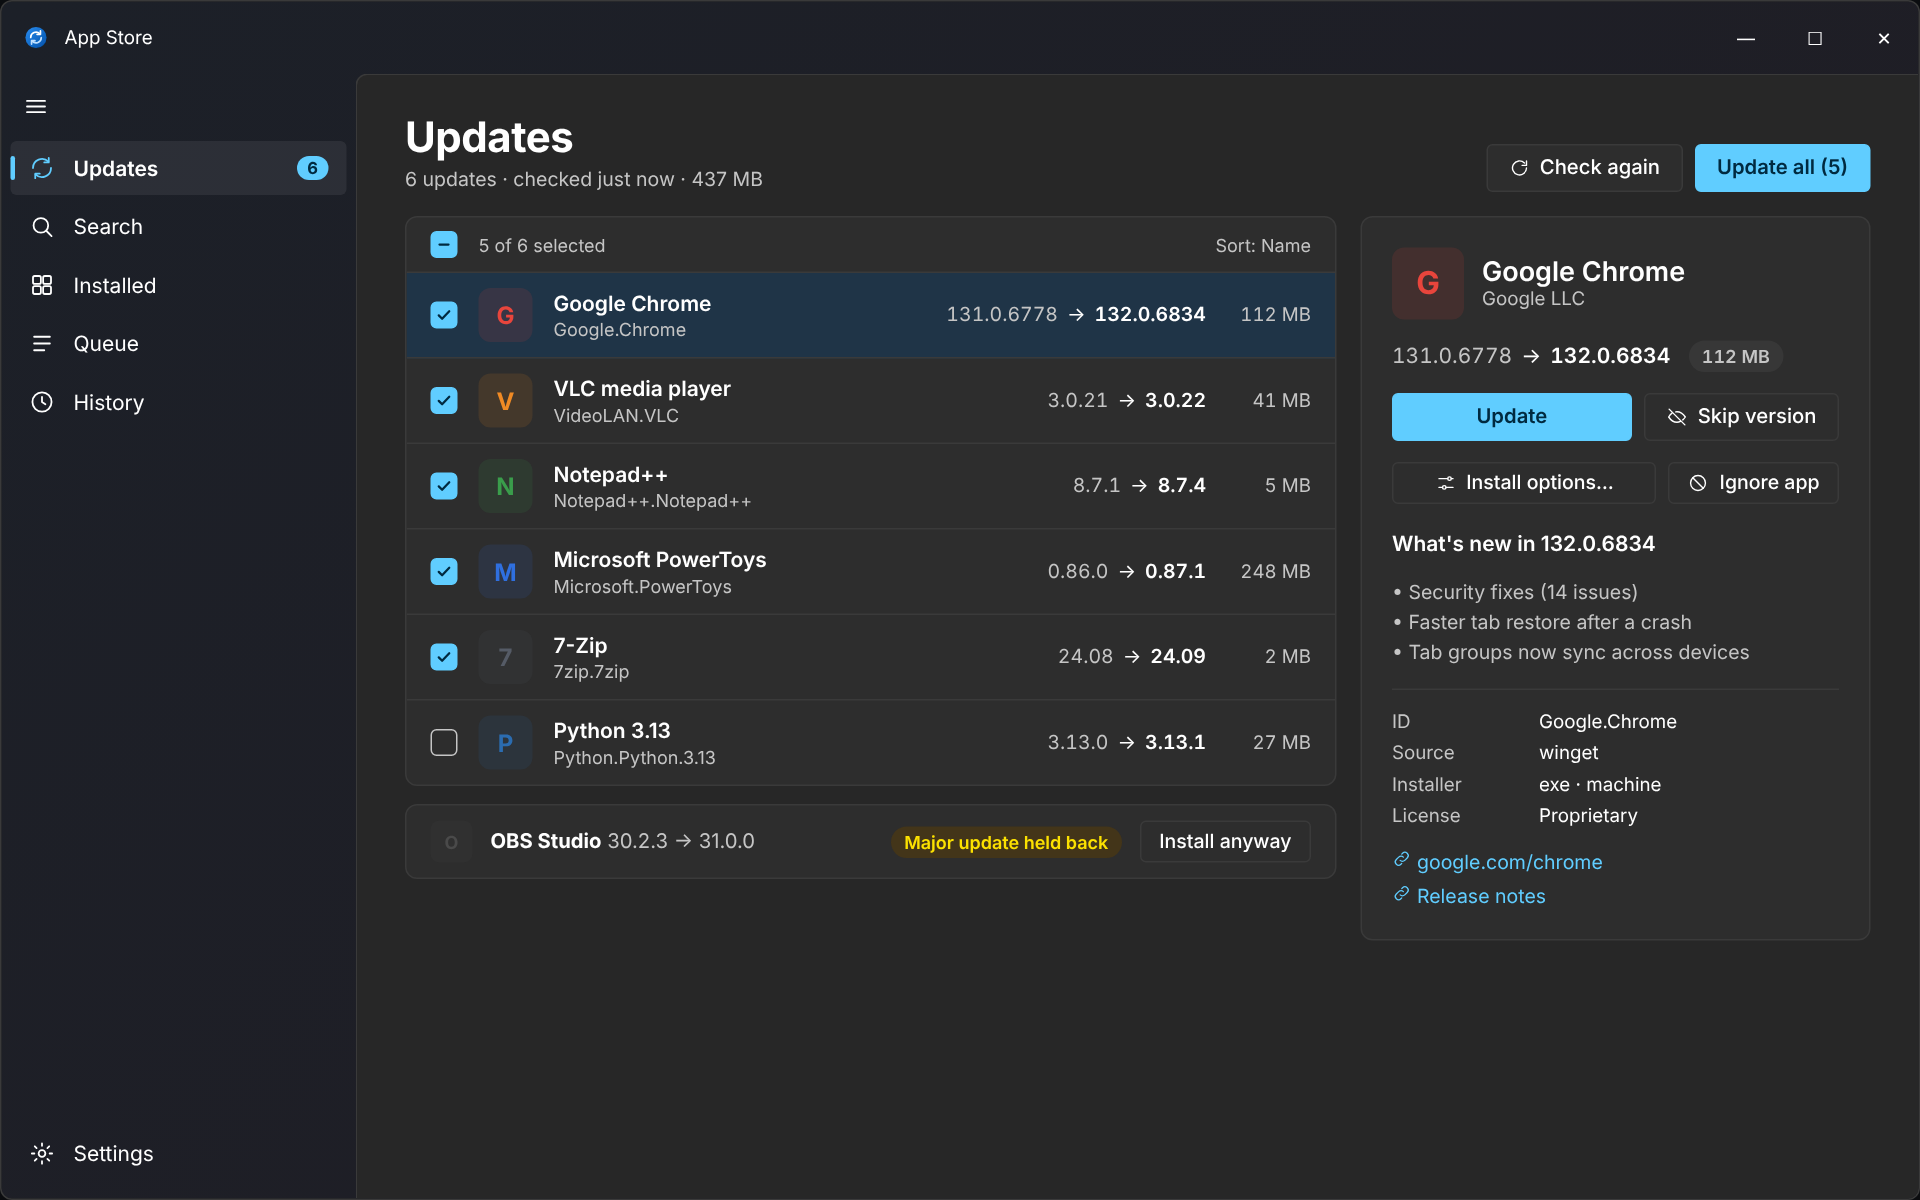 App Store
Updates 6
Search
Installed
Queue
History
Settings
Updates
6 updates · checked just now · 437 MB
Check again
Update all (5)
5 of 6 selected
Sort: Name
G
Google Chrome
Google.Chrome
131.0.6778 → 132.0.6834
112 MB
V
VLC media player
VideoLAN.VLC
3.0.21 → 3.0.22
41 MB
N
Notepad++
Notepad++.Notepad++
8.7.1 → 8.7.4
5 MB
M
Microsoft PowerToys
Microsoft.PowerToys
0.86.0 → 0.87.1
248 MB
7
7-Zip
7zip.7zip
24.08 → 24.09
2 MB
P
Python 3.13
Python.Python.3.13
3.13.0 → 3.13.1
27 MB
O
OBS Studio 30.2.3 → 31.0.0
Major update held back
Install anyway
G
Google Chrome
Google LLC
131.0.6778 → 132.0.6834
112 MB
Update
Skip version
Install options...
Ignore app
What's new in 132.0.6834
• Security fixes (14 issues)
• Faster tab restore after a crash
• Tab groups now sync across devices
ID Google.Chrome
Source winget
Installer exe · machine
License Proprietary
google.com/chrome
Release notes